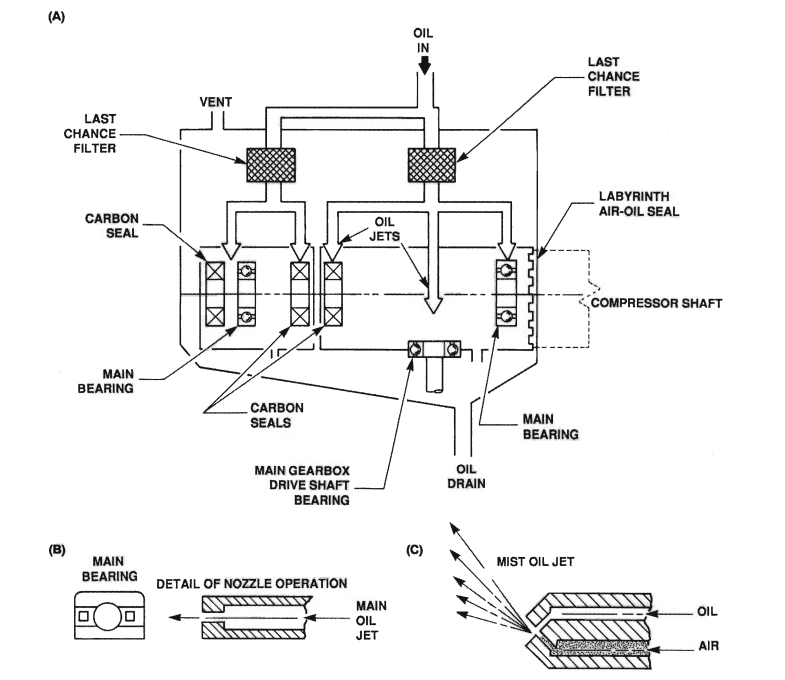 (A)
OIL
IN
LAST
CHANCE
FILTER
VENT
LAST
CHANCE
FILTER
LABYRINTH
AIR-OIL SEAL
CARBON
SEAL
OIL
JETS
COMPRESSOR SHAFT
MAIN
BEARING
CARBON
SEALS
MAIN
BEARING
MAIN GEARBOX
DRIVE SHAFT
BEARING
OIL
DRAIN
(B)
MAIN
BEARING
DETAIL OF NOZZLE OPERATION
MAIN
OIL
JET
(C)
MIST OIL JET
OIL
AIR